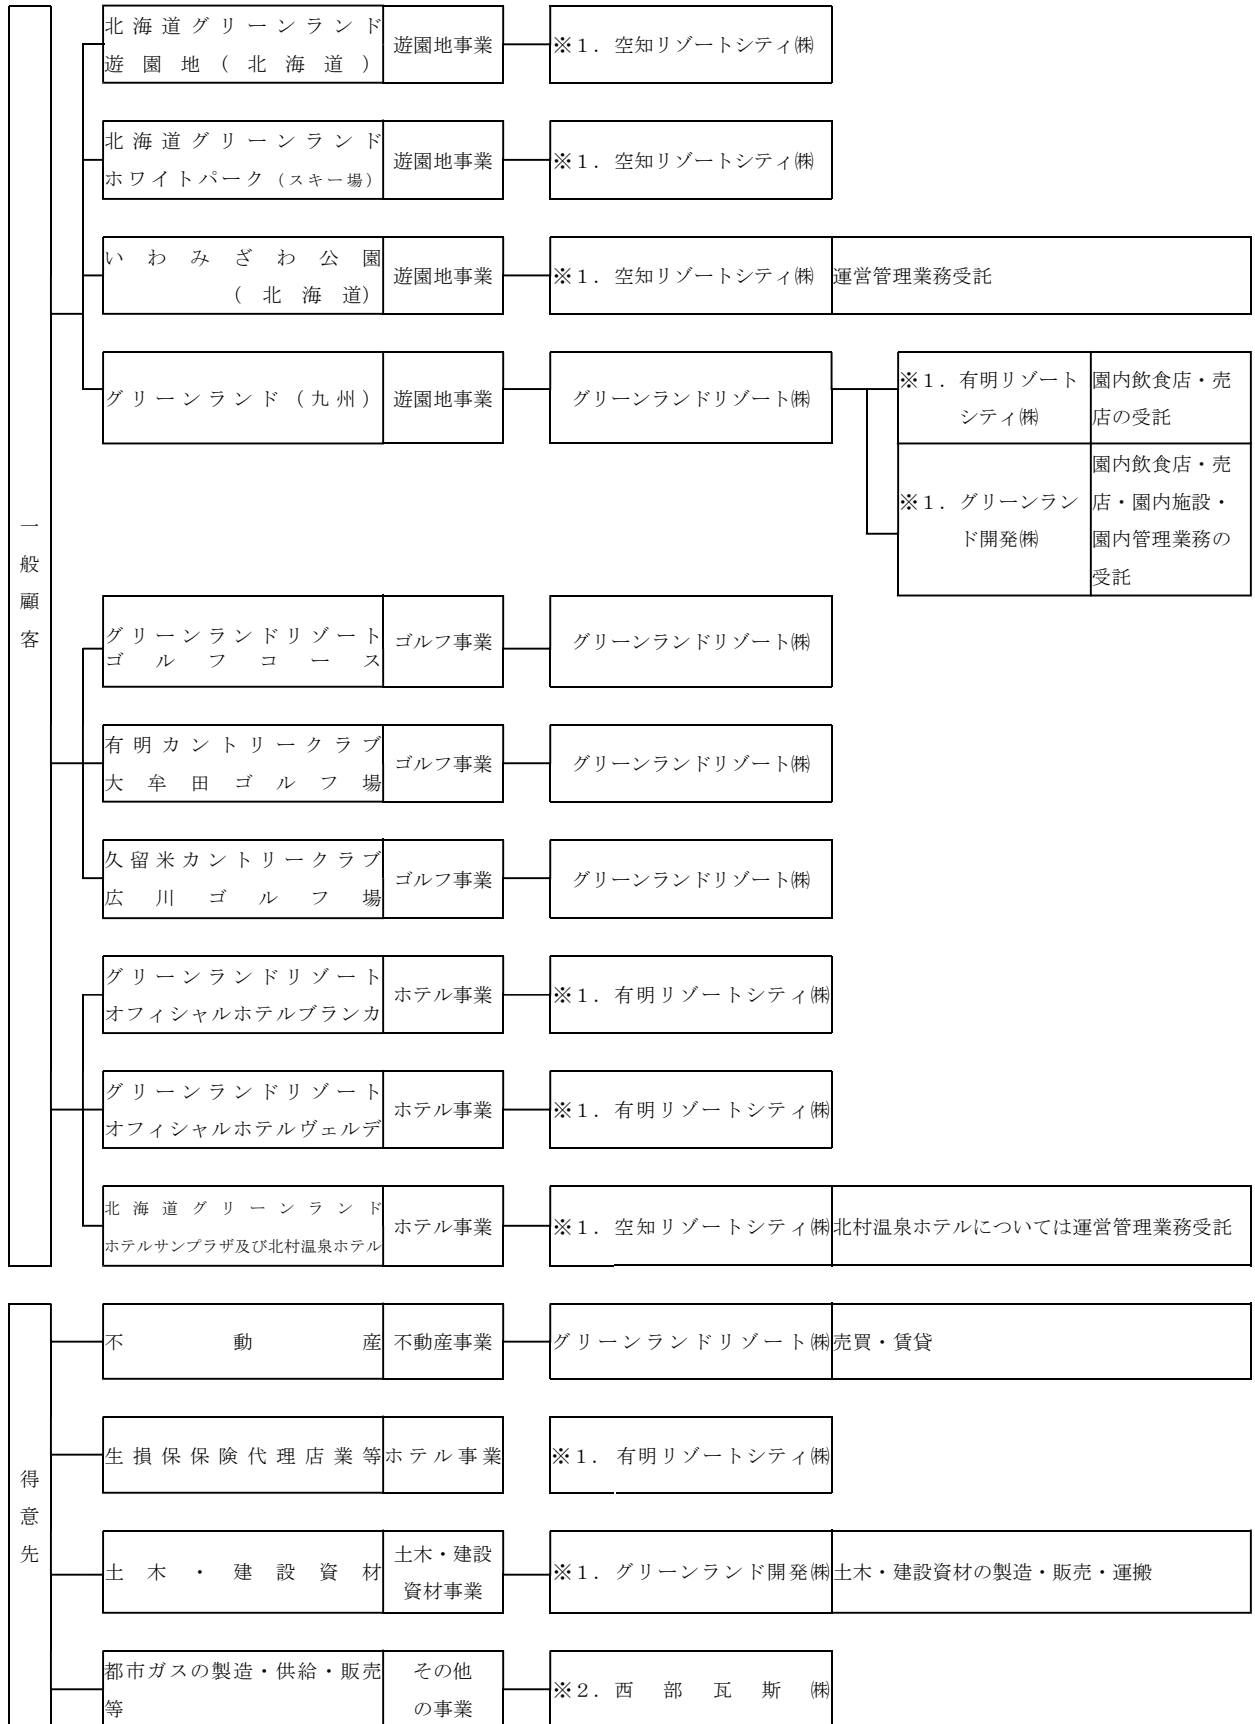 一般顧客
北海道グリーンランド
遊園地(北海道)
遊園地事業
※1. 空知リゾートシティ㈱
北海道グリーンランド
ホワイトパーク(スキー場)
遊園地事業
※1. 空知リゾートシティ㈱
いわみざわ公園
(北海道)
遊園地事業
※1. 空知リゾートシティ㈱
運営管理業務受託
グリーンランド(九州)
遊園地事業
グリーンランドリゾート㈱
※1. 有明リゾート
シティ㈱
園内飲食店・売
店の受託
※1. グリーンラン
ド開発㈱
園内飲食店・売
店・園内施設・
園内管理業務の
受託
グリーンランドリゾート
ゴルフコース
ゴルフ事業
グリーンランドリゾート㈱
有明カントリークラブ
大牟田ゴルフ場
ゴルフ事業
グリーンランドリゾート㈱
久留米カントリークラブ
広川ゴルフ場
ゴルフ事業
グリーンランドリゾート㈱
グリーンランドリゾート
オフィシャルホテルブランカ
ホテル事業
※1. 有明リゾートシティ㈱
グリーンランドリゾート
オフィシャルホテルヴェルデ
ホテル事業
※1. 有明リゾートシティ㈱
北海道グリーンランド
ホテルサンプラザ及び北村温泉ホテル
ホテル事業
※1. 空知リゾートシティ㈱
北村温泉ホテルについては運営管理業務受託
得意先
不動産
不動産事業
グリーンランドリゾート㈱
売買・賃貸
生損保保険代理店業等
ホテル事業
※1. 有明リゾートシティ㈱
土木・建設資材
土木・建設
資材事業
※1. グリーンランド開発㈱
土木・建設資材の製造・販売・運搬
都市ガスの製造・供給・販売
等
その他
の事業
※2. 西部瓦斯㈱